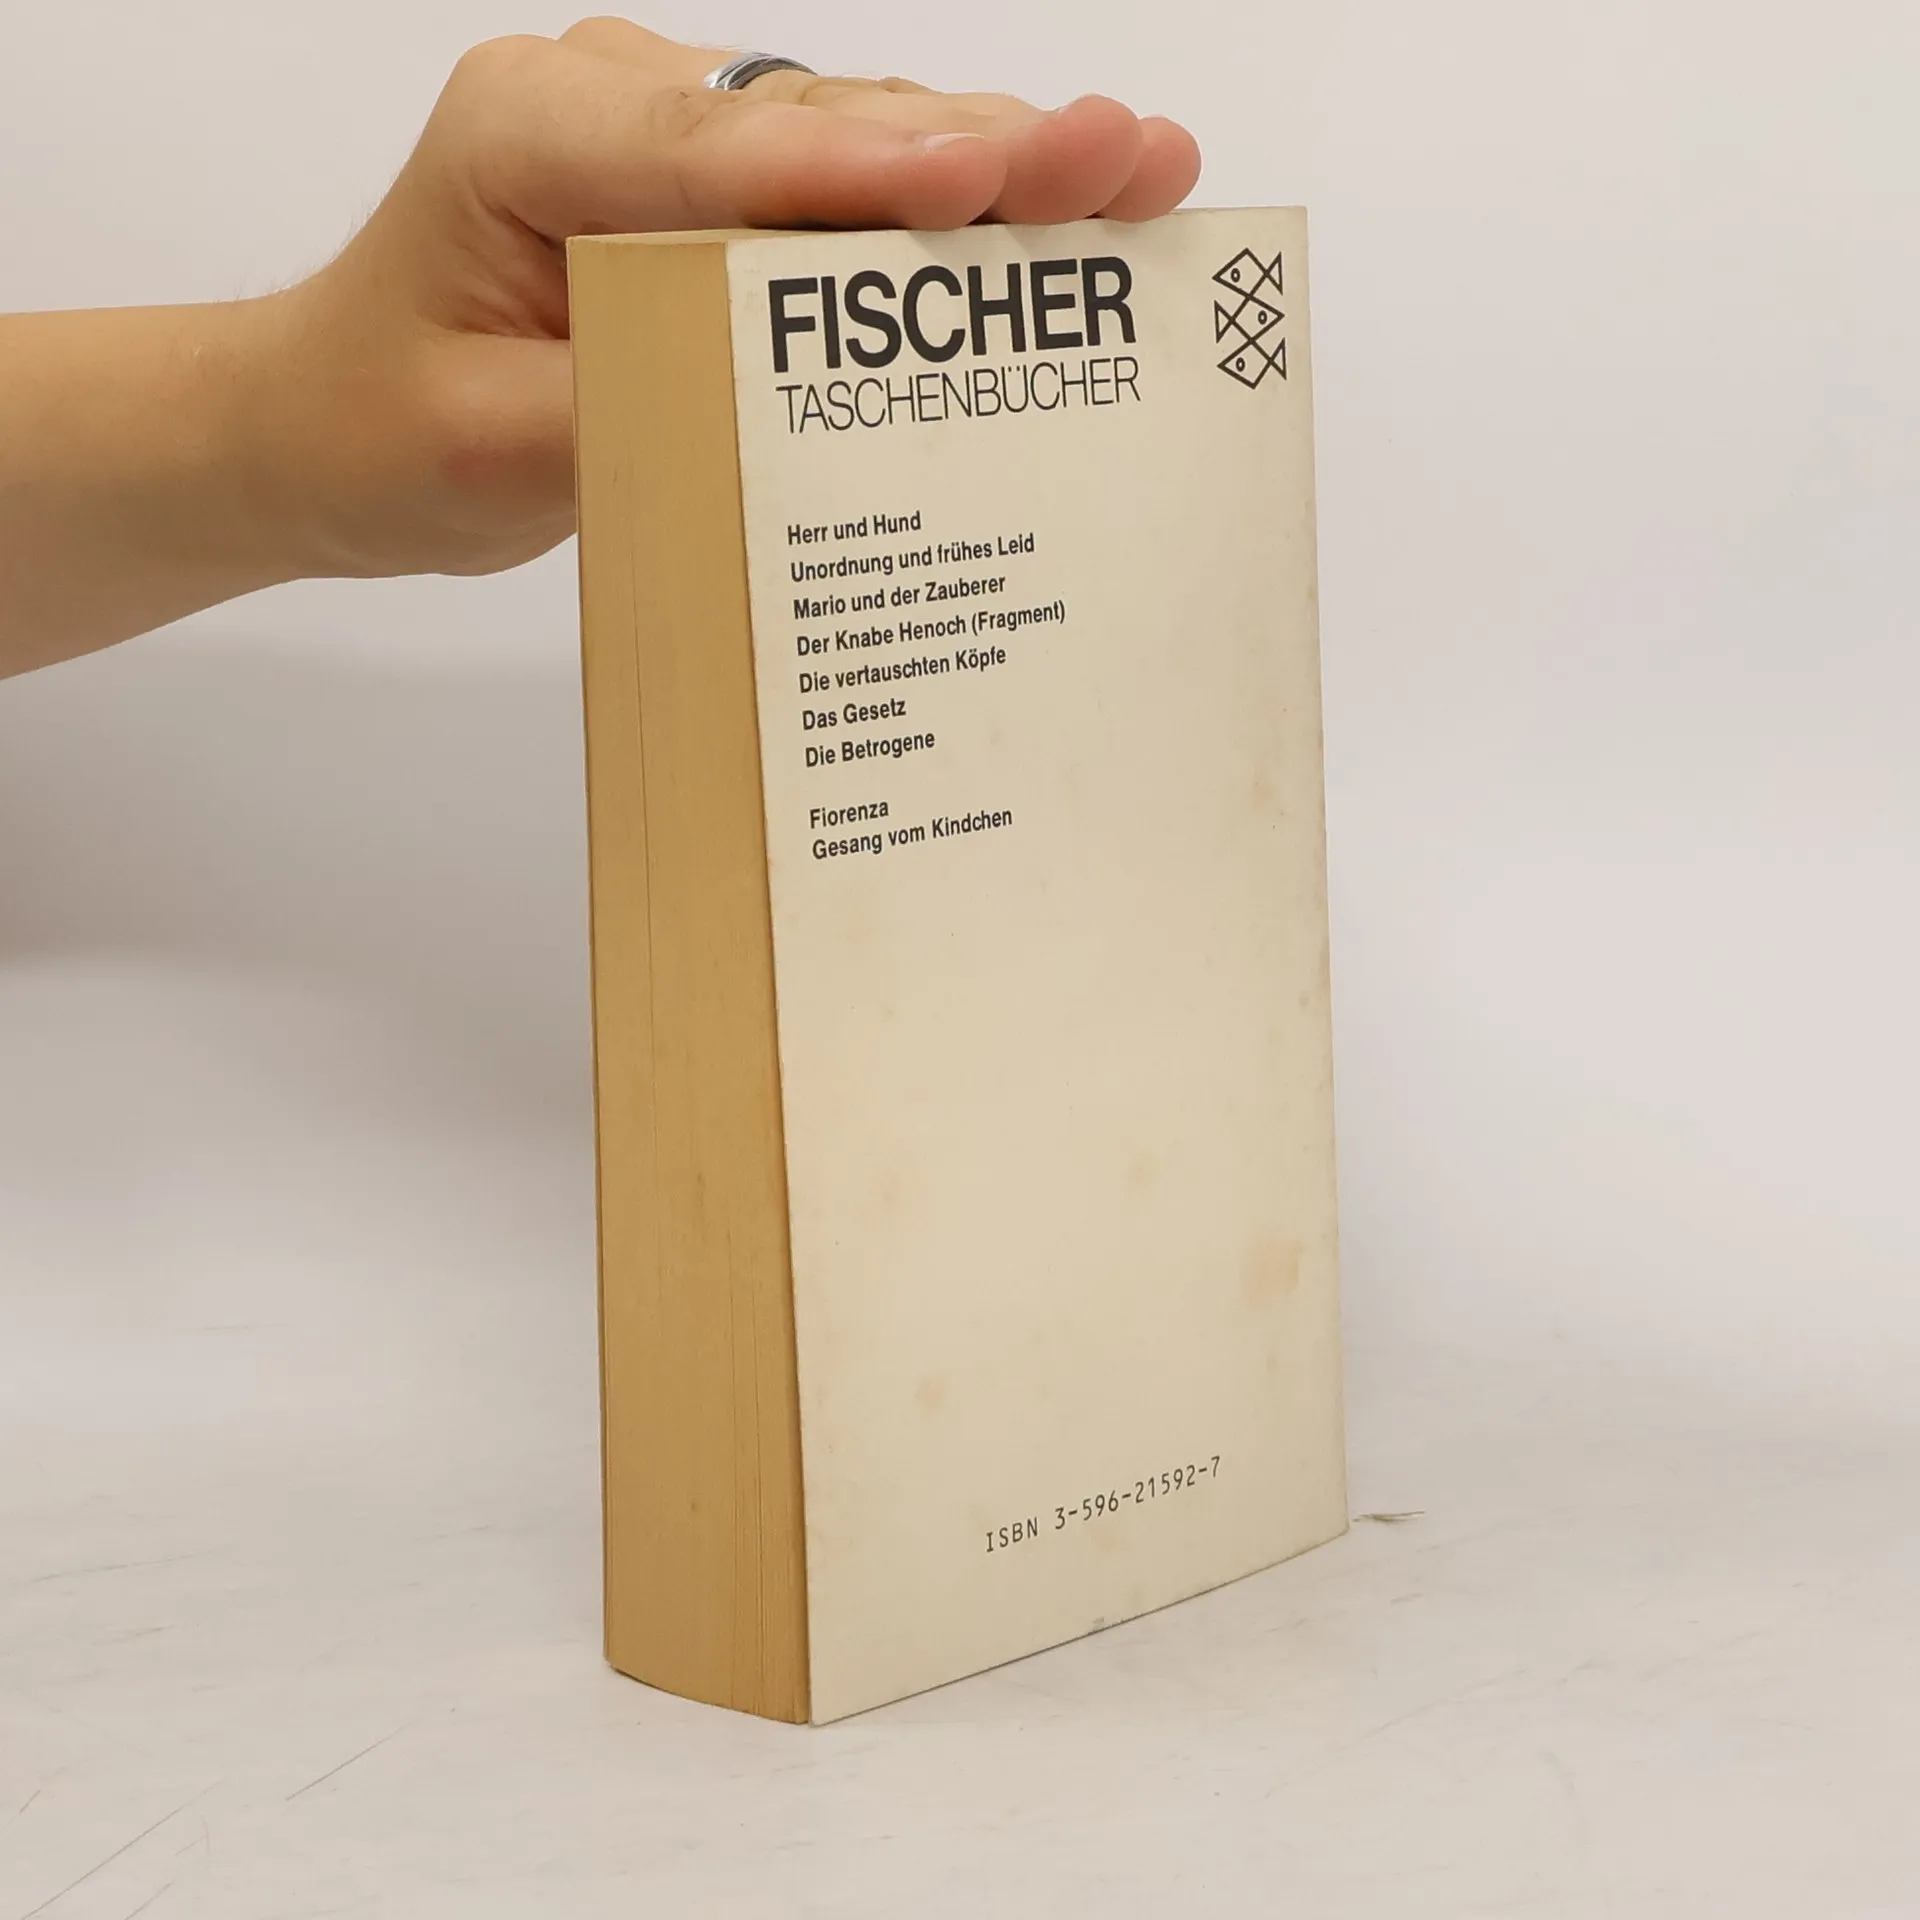 FISCHER
TASCHENBÜCHER
Herr und Hund
Unordnung und frühes Leid
Mario und der Zauberer
Der Knabe Henoch (Fragment)
Die vertauschten Köpfe
Das Gesetz
Die Betrogene
Fiorenza
Gesang vom Kindchen
ISBN 3-596-21592-7